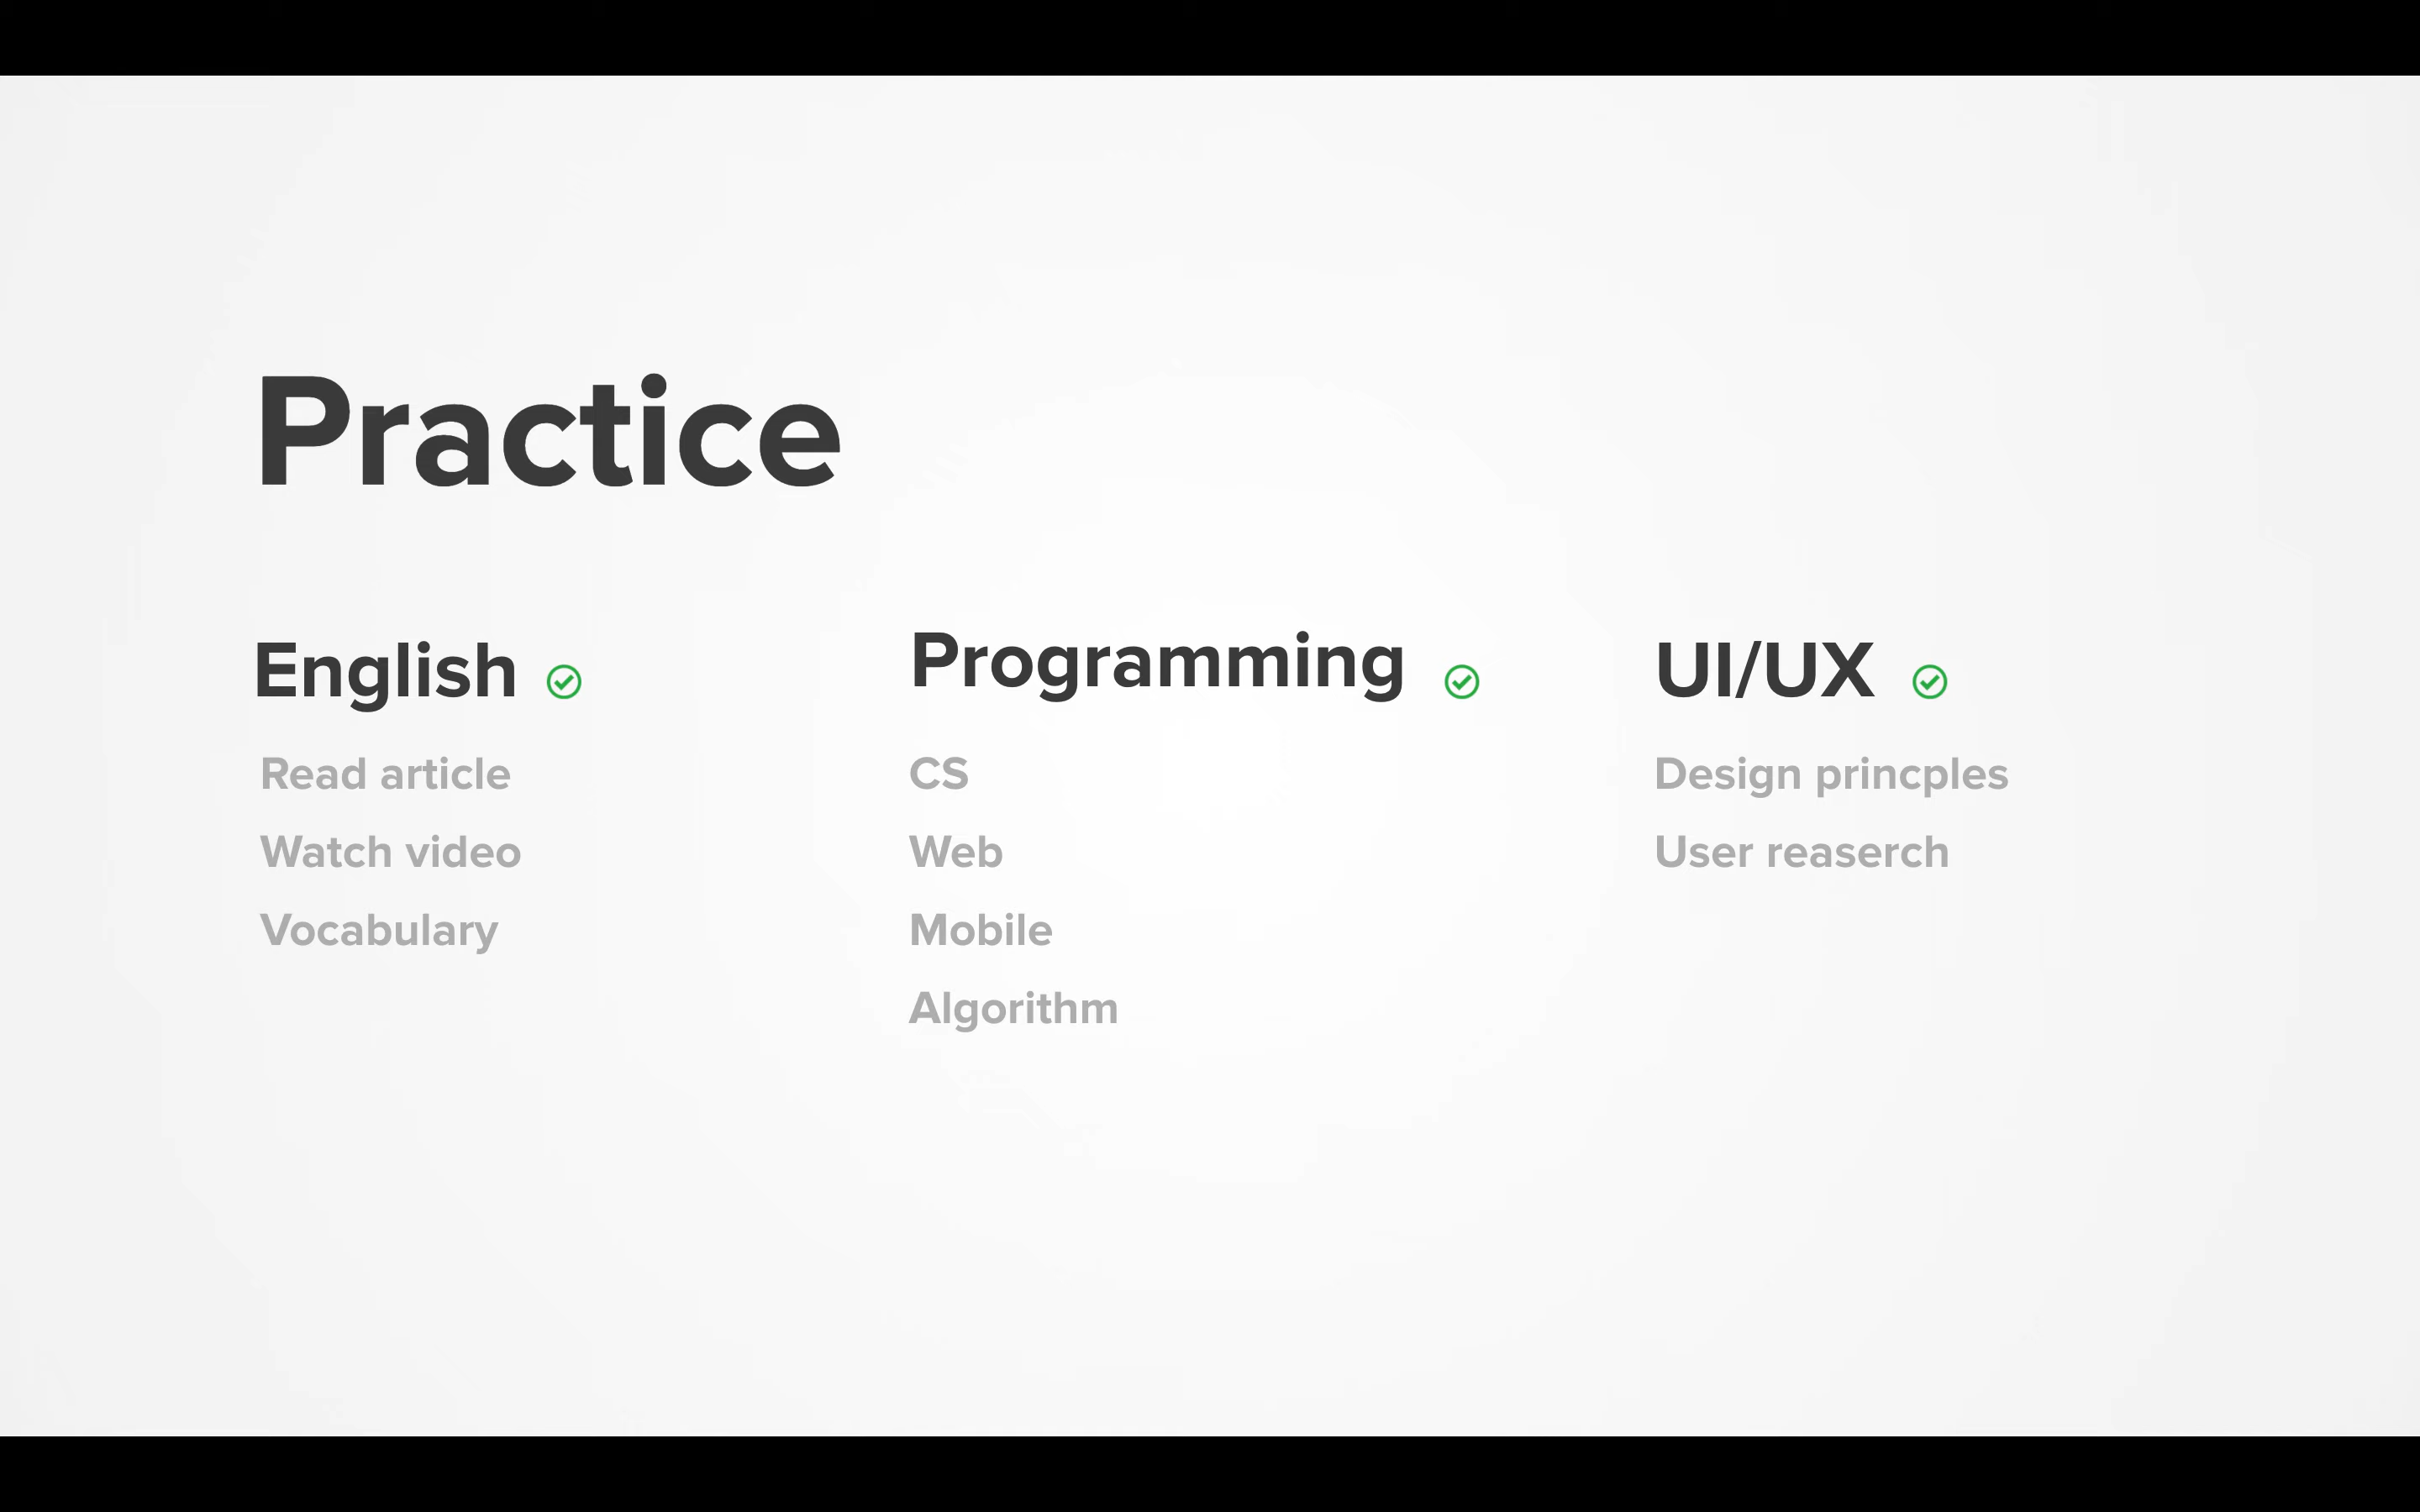 Practice
English
Read article
Watch video
Vocabulary
Programming
CS
Web
Mobile
Algorithm
UI/UX
Design princples
User reaserch